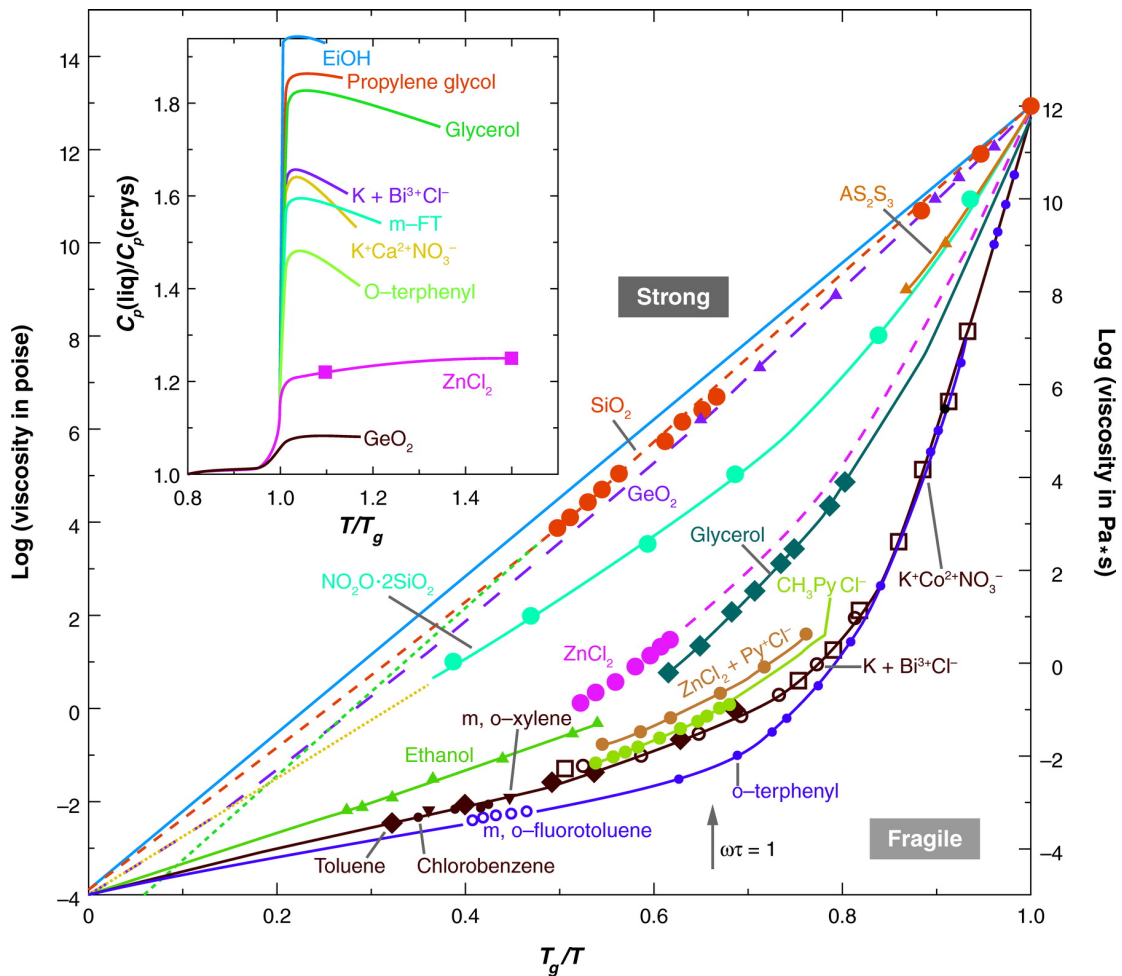 14
12
10
8
6
4
2
0
–2
–4
Log (viscosity in poise)
12
10
8
6
4
2
0
–2
–4
Log (viscosity in Pa*s)
0
0.2
0.4
0.6
0.8
1.0
T_g/T
1.8
1.6
1.4
1.2
1.0
C_p(liq)/C_p(crys)
0.8
1.0
1.2
1.4
T/T_g
EiOH
Propylene glycol
Glycerol
K + Bi³⁺Cl⁻
m–FT
K⁺Ca²⁺NO₃⁻
O–terphenyl
ZnCl₂
GeO₂
Strong
AS₂S₃
SiO₂
GeO₂
NO₂O·2SiO₂
Glycerol
K⁺Co²⁺NO₃⁻
CH₃Py Cl⁻
ZnCl₂
ZnCl₂ + Py⁺Cl⁻
K + Bi³⁺Cl⁻
m, o–xylene
Ethanol
o–terphenyl
m, o–fluorotoluene
Toluene
Chlorobenzene
ωτ = 1
Fragile